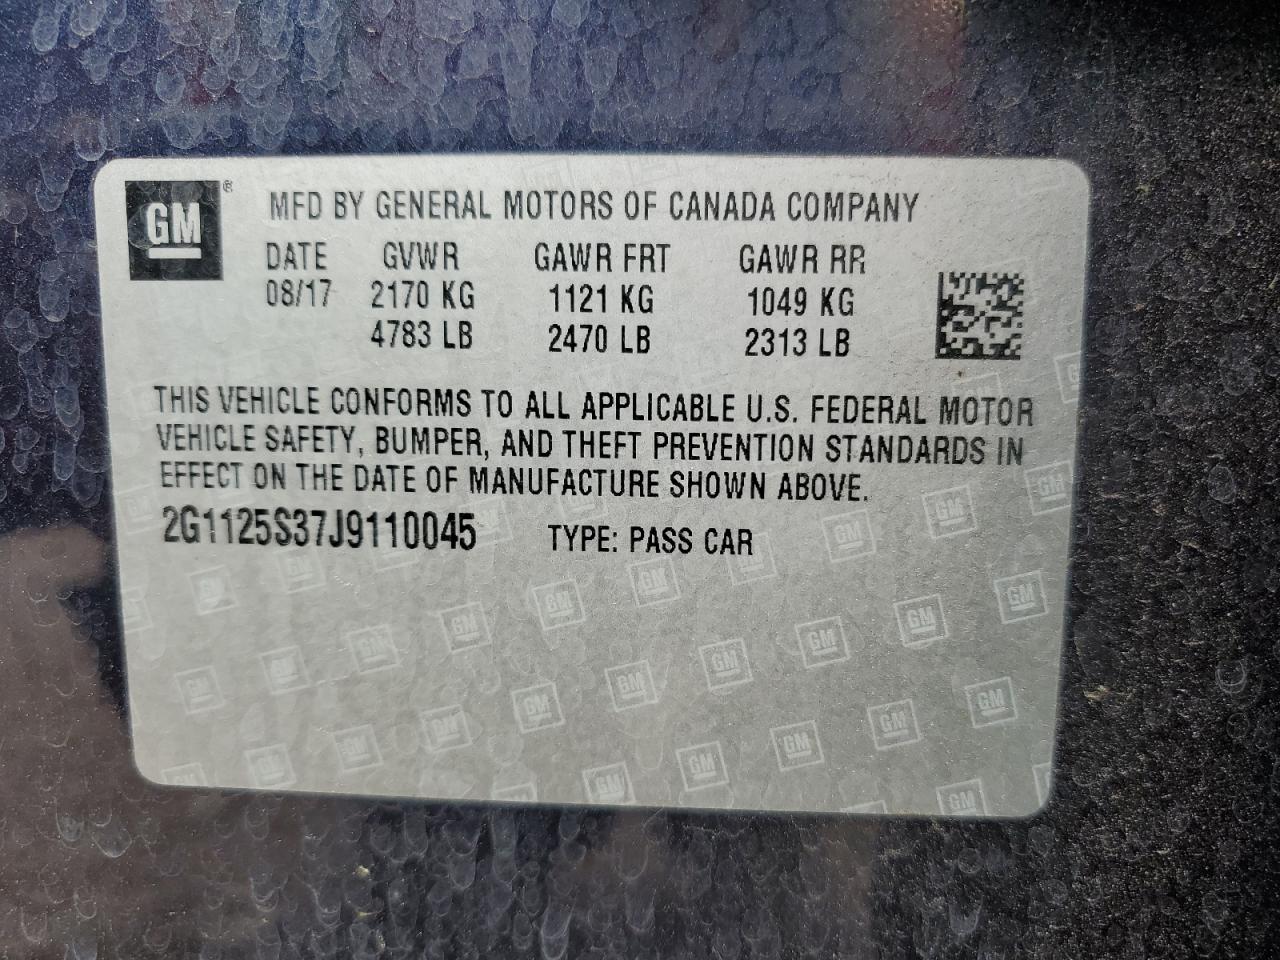 GM ® MFD BY GENERAL MOTORS OF CANADA COMPANY
DATE GVWR GAWR FRT GAWR RR
08/17 2170 KG 1121 KG 1049 KG
4783 LB 2470 LB 2313 LB
THIS VEHICLE CONFORMS TO ALL APPLICABLE U.S. FEDERAL MOTOR
VEHICLE SAFETY, BUMPER, AND THEFT PREVENTION STANDARDS IN
EFFECT ON THE DATE OF MANUFACTURE SHOWN ABOVE.
2G1125S37J9110045 TYPE: PASS CAR